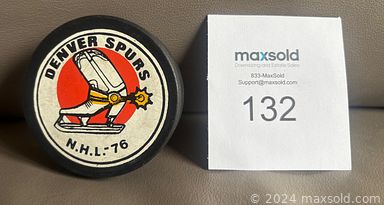 DENVER SPURS
N.H.L.-'76
maxsold
Downsizing and Estate Sales
833-MaxSold
Support@maxsold.com
132
© 2024 maxsold.com